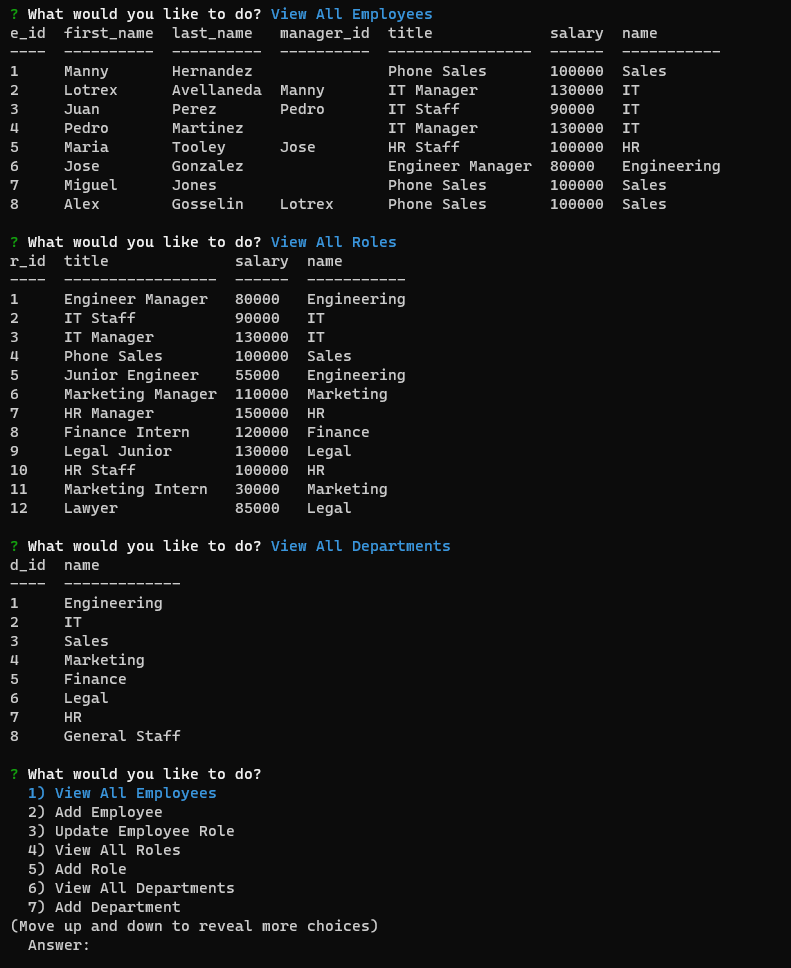 ? What would you like to do? View All Employees
e_id  first_name  last_name   manager_id  title             salary  name
----  ----------  ----------  ----------  ----------------  ------  -----------
1     Manny       Hernandez               Phone Sales       100000  Sales
2     Lotrex      Avellaneda  Manny       IT Manager        130000  IT
3     Juan        Perez       Pedro       IT Staff          90000   IT
4     Pedro       Martinez                IT Manager        130000  IT
5     Maria       Tooley      Jose        HR Staff          100000  HR
6     Jose        Gonzalez                Engineer Manager  80000   Engineering
7     Miguel      Jones                   Phone Sales       100000  Sales
8     Alex        Gosselin    Lotrex      Phone Sales       100000  Sales
? What would you like to do? View All Roles
r_id  title              salary  name
----  -----------------  ------  -----------
1     Engineer Manager   80000   Engineering
2     IT Staff           90000   IT
3     IT Manager         130000  IT
4     Phone Sales        100000  Sales
5     Junior Engineer    55000   Engineering
6     Marketing Manager  110000  Marketing
7     HR Manager         150000  HR
8     Finance Intern     120000  Finance
9     Legal Junior       130000  Legal
10    HR Staff           100000  HR
11    Marketing Intern   30000   Marketing
12    Lawyer             85000   Legal
? What would you like to do? View All Departments
d_id  name
----  -------------
1     Engineering
2     IT
3     Sales
4     Marketing
5     Finance
6     Legal
7     HR
8     General Staff
? What would you like to do?
  1) View All Employees
  2) Add Employee
  3) Update Employee Role
  4) View All Roles
  5) Add Role
  6) View All Departments
  7) Add Department
(Move up and down to reveal more choices)
  Answer: